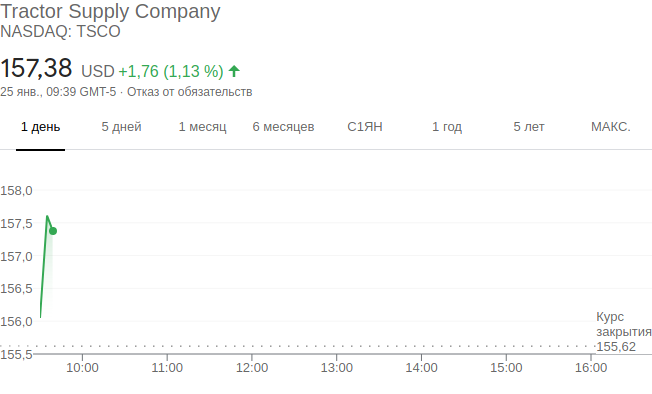 Tractor Supply Company
NASDAQ: TSCO
157,38 USD +1,76 (1,13 %)
25 янв., 09:39 GMT-5 · Отказ от обязательств
1 день 5 дней 1 месяц 6 месяцев С1ЯН 1 год 5 лет МАКС.
158,0
157,5
157,0
156,5
156,0
Курс
закрытия
155,62
155,5
10:00 11:00 12:00 13:00 14:00 15:00 16:00